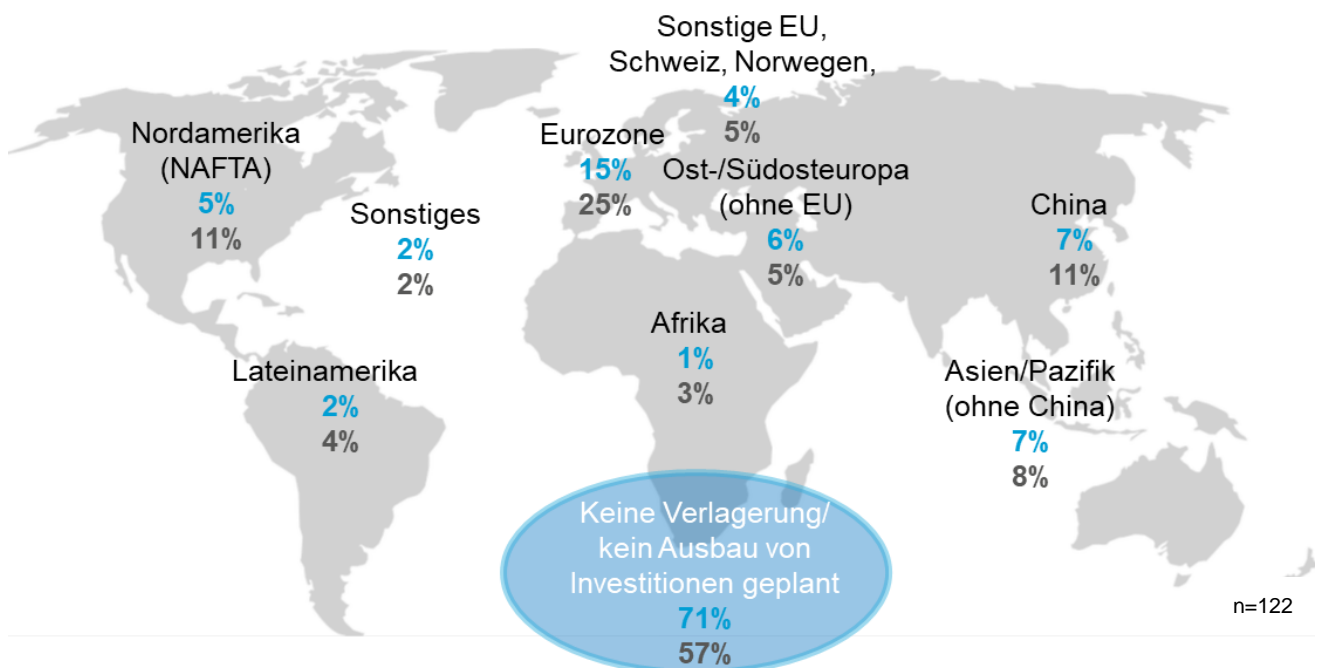 Sonstige EU,
Schweiz, Norwegen,
4%
5%
Nordamerika
(NAFTA)
5%
11%
Eurozone
15%
25%
Ost-/Südosteuropa
(ohne EU)
6%
5%
Sonstiges
2%
2%
China
7%
11%
Afrika
1%
3%
Lateinamerika
2%
4%
Asien/Pazifik
(ohne China)
7%
8%
Keine Verlagerung/
kein Ausbau von
Investitionen geplant
71%
57%
n=122